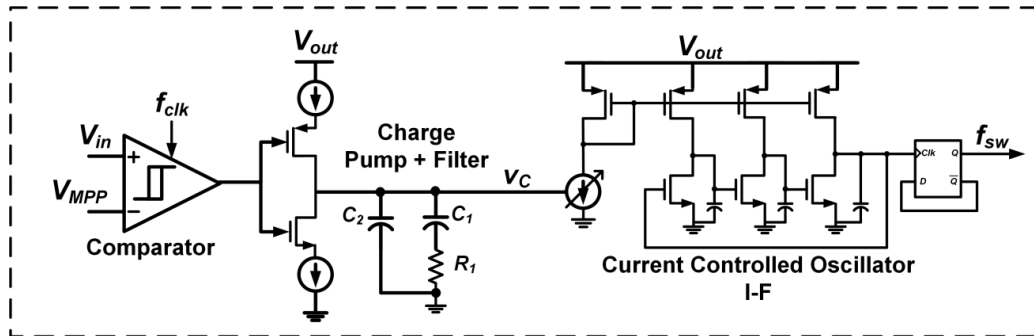 V_out
V_out
f_clk
V_in
+
V_MPP
−
Comparator
Charge
Pump + Filter
v_C
C_2
C_1
R_1
Clk
Q
D
Q̅
f_sw
Current Controlled Oscillator
I-F